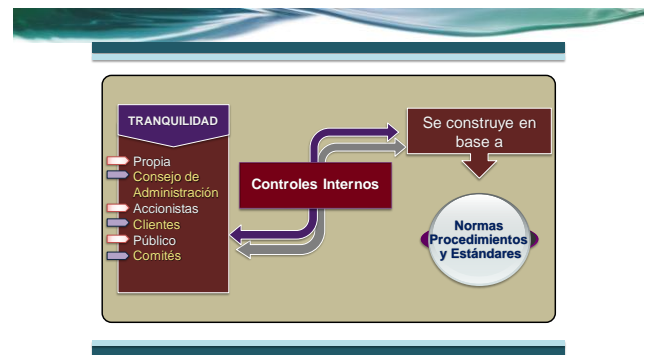 TRANQUILIDAD
Propia
Consejo de
Administración
Accionistas
Clientes
Público
Comités
Controles Internos
Se construye en
base a
Normas
Procedimientos
y Estándares